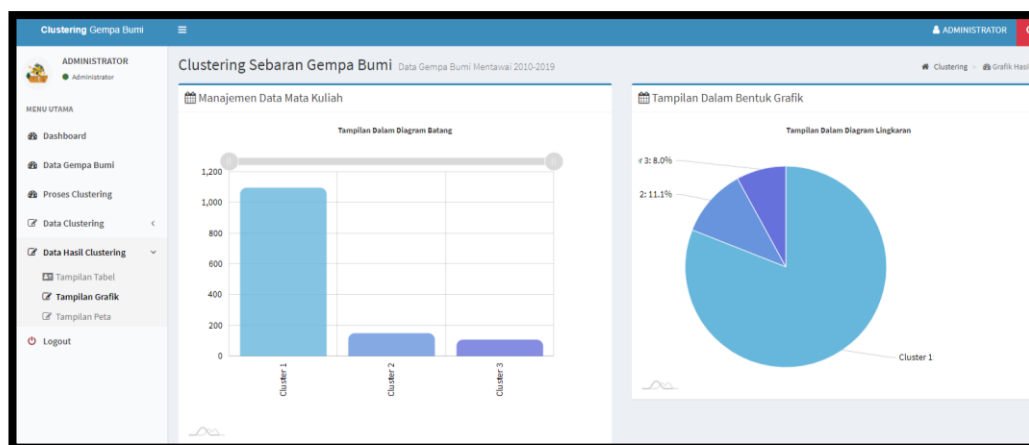 Clustering Gempa Bumi
ADMINISTRATOR
ADMINISTRATOR
Administrator
MENU UTAMA
Dashboard
Data Gempa Bumi
Proses Clustering
Data Clustering
Data Hasil Clustering
Tampilan Tabel
Tampilan Grafik
Tampilan Peta
Logout
Clustering Sebaran Gempa Bumi Data Gempa Bumi Mentawai 2010-2019
Clustering > Grafik Hasil
Manajemen Data Mata Kuliah
Tampilan Dalam Diagram Batang
1,200
1,000
800
600
400
200
0
Cluster 1
Cluster 2
Cluster 3
Tampilan Dalam Bentuk Grafik
Tampilan Dalam Diagram Lingkaran
r 3: 8.0%
2: 11.1%
Cluster 1